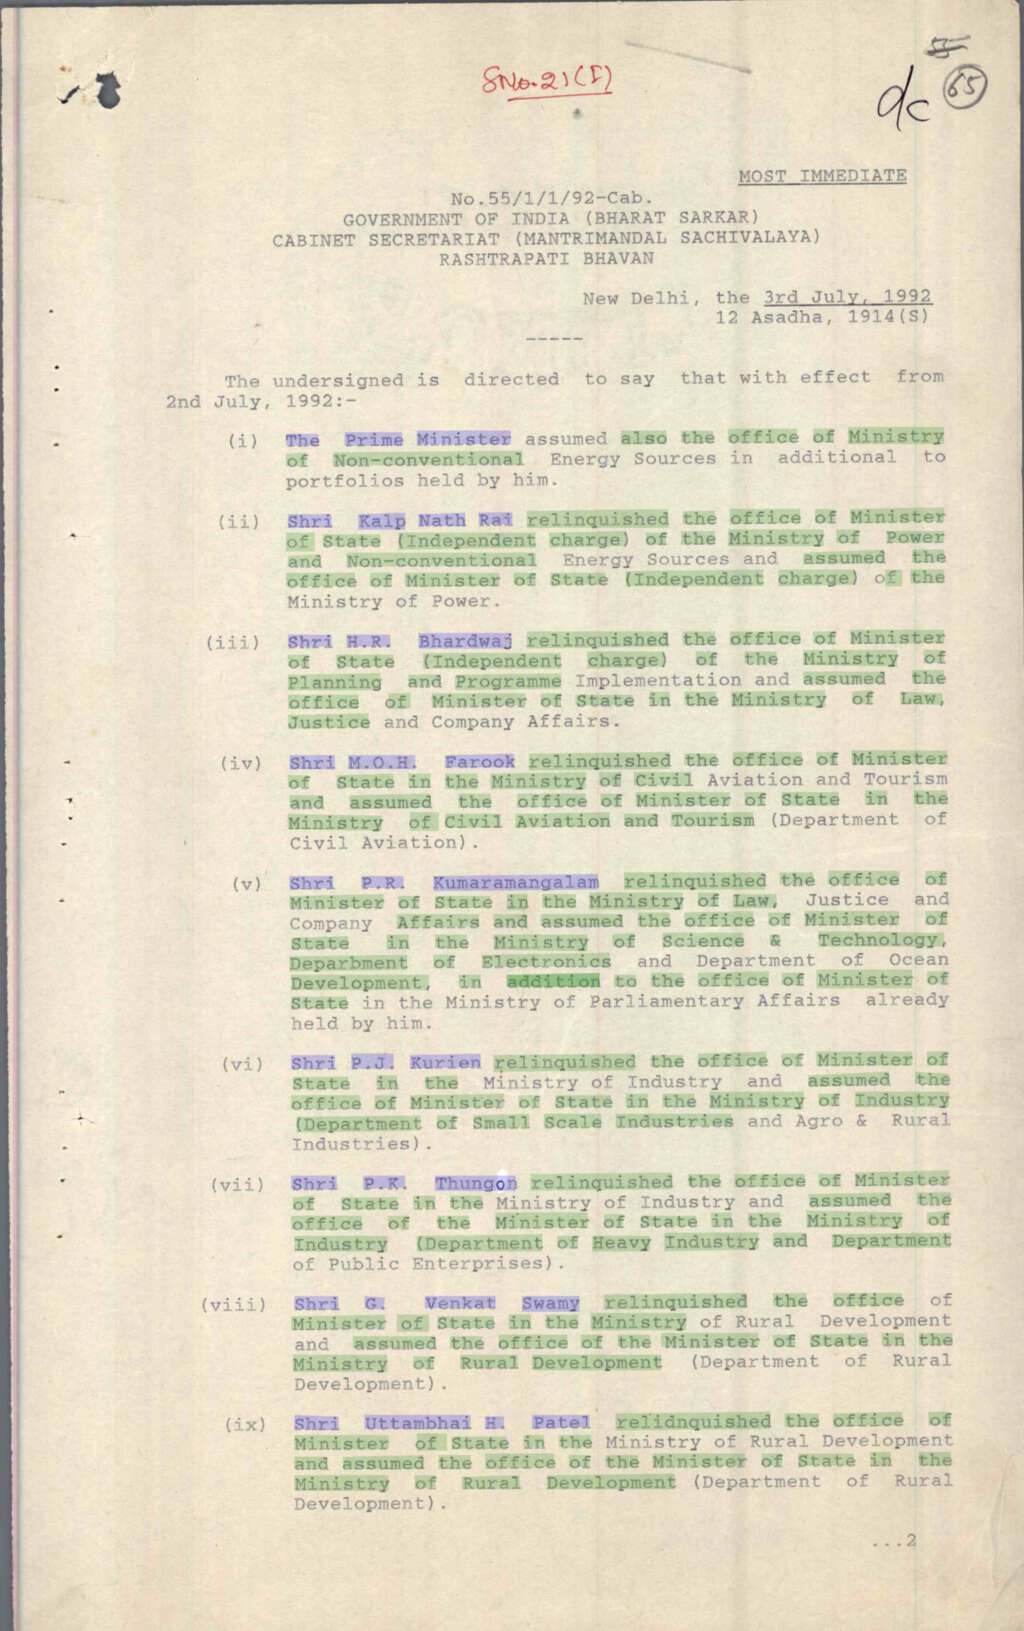 SNo.21(I)
55
dc 65
MOST IMMEDIATE
No.55/1/1/92-Cab.
GOVERNMENT OF INDIA (BHARAT SARKAR)
CABINET SECRETARIAT (MANTRIMANDAL SACHIVALAYA)
RASHTRAPATI BHAVAN
New Delhi, the 3rd July, 1992
12 Asadha, 1914(S)
-----
The undersigned is directed to say that with effect from
2nd July, 1992:-
(i) The Prime Minister assumed also the office of Ministry
of Non-conventional Energy Sources in additional to
portfolios held by him.
(ii) Shri Kalp Nath Rai relinquished the office of Minister
of State (Independent charge) of the Ministry of Power
and Non-conventional Energy Sources and assumed the
office of Minister of State (Independent charge) of the
Ministry of Power.
(iii) Shri H.R. Bhardwaj relinquished the office of Minister
of State (Independent charge) of the Ministry of
Planning and Programme Implementation and assumed the
office of Minister of State in the Ministry of Law,
Justice and Company Affairs.
(iv) Shri M.O.H. Farook relinquished the office of Minister
of State in the Ministry of Civil Aviation and Tourism
and assumed the office of Minister of State in the
Ministry of Civil Aviation and Tourism (Department of
Civil Aviation).
(v) Shri P.R. Kumaramangalam relinquished the office of
Minister of State in the Ministry of Law, Justice and
Company Affairs and assumed the office of Minister of
State in the Ministry of Science & Technology,
Deparbment of Electronics and Department of Ocean
Development, in addition to the office of Minister of
State in the Ministry of Parliamentary Affairs already
held by him.
(vi) Shri P.J. Kurien relinquished the office of Minister of
State in the Ministry of Industry and assumed the
office of Minister of State in the Ministry of Industry
(Department of Small Scale Industries and Agro & Rural
Industries).
(vii) Shri P.K. Thungon relinquished the office of Minister
of State in the Ministry of Industry and assumed the
office of the Minister of State in the Ministry of
Industry (Department of Heavy Industry and Department
of Public Enterprises).
(viii) Shri G. Venkat Swamy relinquished the office of
Minister of State in the Ministry of Rural Development
and assumed the office of the Minister of State in the
Ministry of Rural Development (Department of Rural
Development).
(ix) Shri Uttambhai H. Patel relidnquished the office of
Minister of State in the Ministry of Rural Development
and assumed the office of the Minister of State in the
Ministry of Rural Development (Department of Rural
Development).
...2